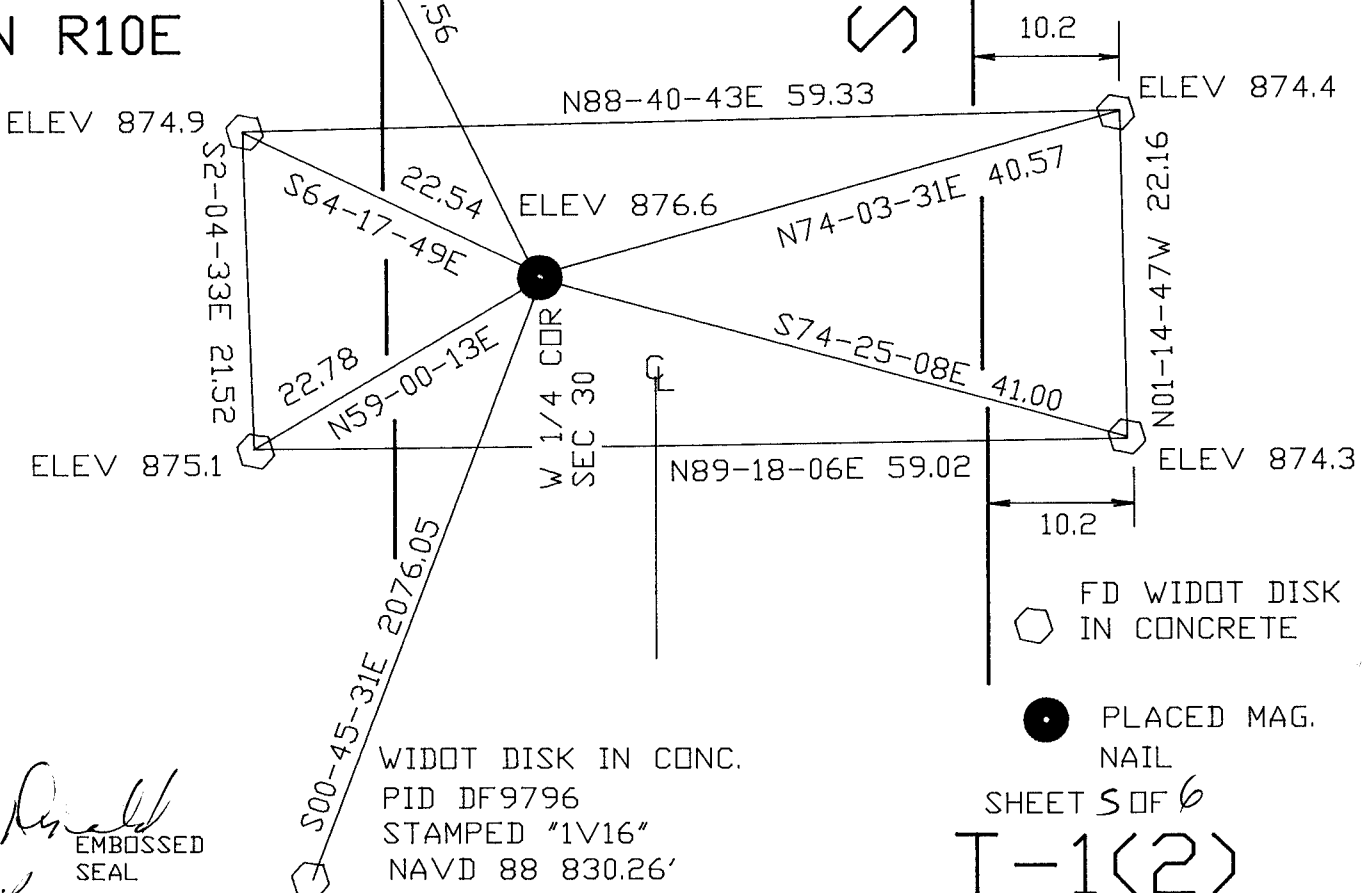 N R10E
.56
S
10.2
ELEV 874.9
N88-40-43E 59.33
ELEV 874.4
S2-04-33E 21.52
S64-17-49E
22.54
ELEV 876.6
N74-03-31E 40.57
N01-14-47W 22.16
22.78
N59-00-13E
W 1/4 COR
SEC 30
CL
S74-25-08E 41.00
ELEV 875.1
N89-18-06E 59.02
ELEV 874.3
10.2
S00-45-31E 2076.05
FD WIDOT DISK
IN CONCRETE
PLACED MAG.
NAIL
WIDOT DISK IN CONC.
PID DF9796
STAMPED "1V16"
NAVD 88 830.26'
SHEET 5 OF 6
T-1(2)
EMBOSSED
SEAL